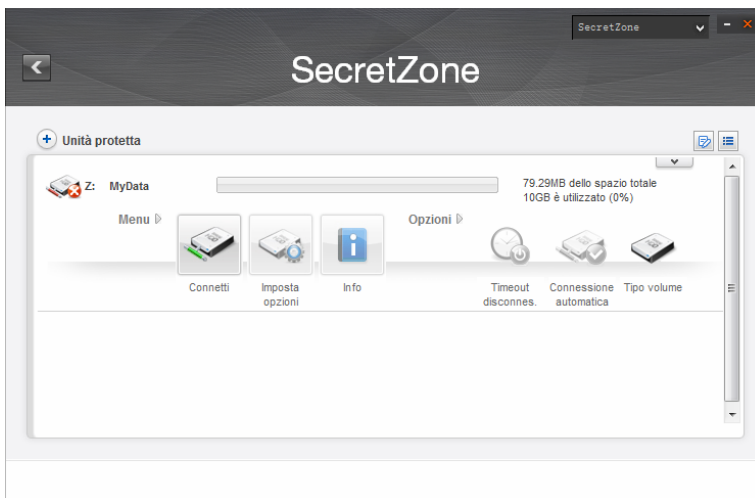 SecretZone
SecretZone
Unità protetta
Z: MyData
79.29MB dello spazio totale
10GB è utilizzato (0%)
Menu
Opzioni
Connetti
Imposta
opzioni
Info
Timeout
disconnes.
Connessione
automatica
Tipo volume